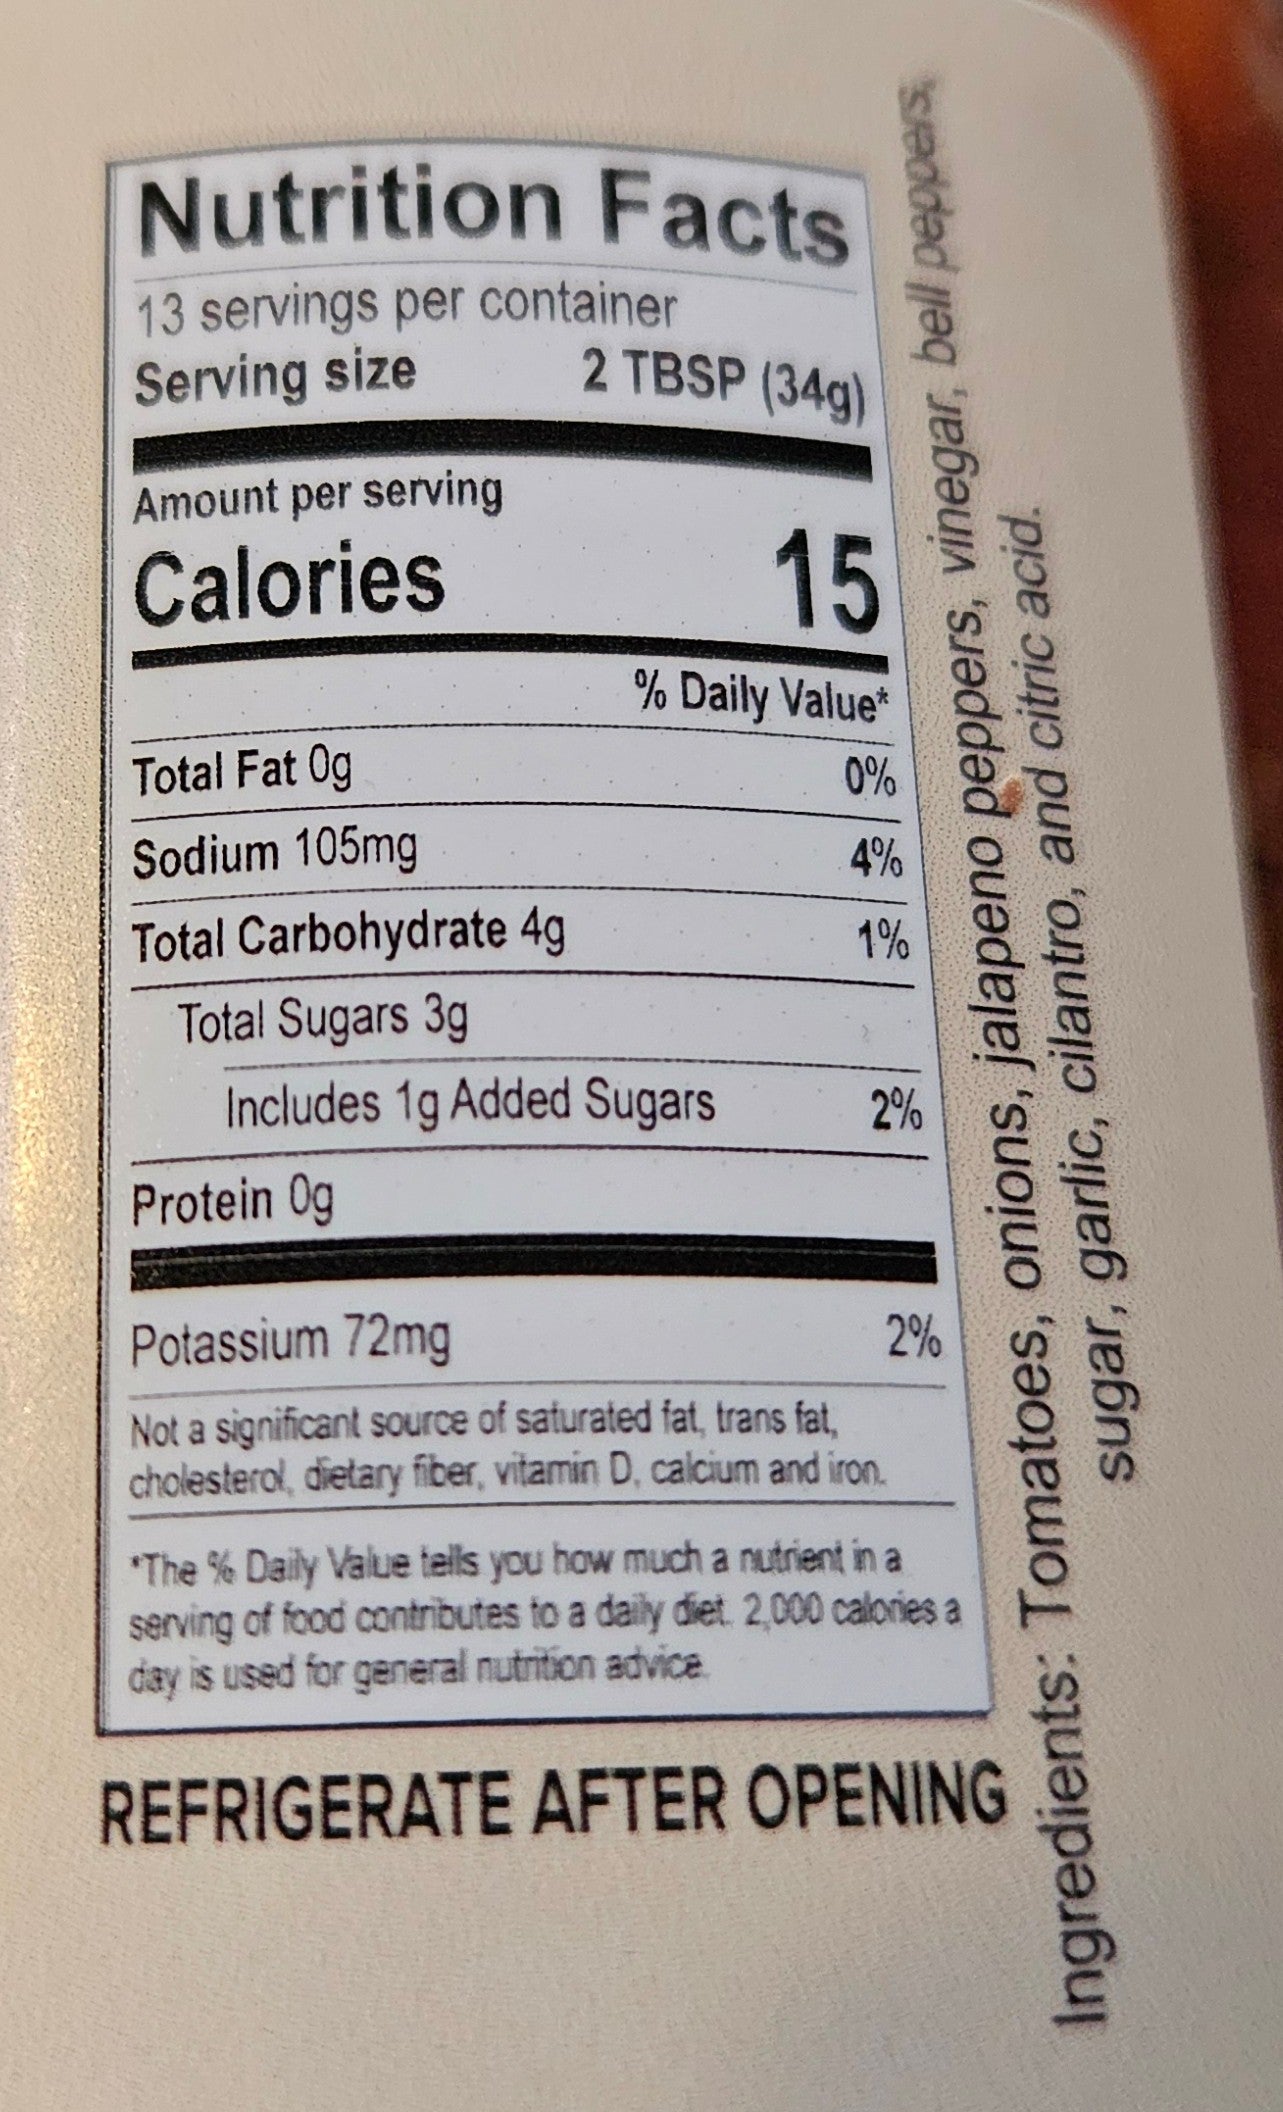 Nutrition Facts
13 servings per container
Serving size 2 TBSP (34g)
Amount per serving
Calories 15
% Daily Value*
Total Fat 0g 0%
Sodium 105mg 4%
Total Carbohydrate 4g 1%
Total Sugars 3g
Includes 1g Added Sugars 2%
Protein 0g
Potassium 72mg 2%
Not a significant source of saturated fat, trans fat,
cholesterol, dietary fiber, vitamin D, calcium and iron.
*The % Daily Value tells you how much a nutrient in a
serving of food contributes to a daily diet. 2,000 calories a
day is used for general nutrition advice.
REFRIGERATE AFTER OPENING
Ingredients: Tomatoes, onions, jalapeno peppers, vinegar, bell peppers,
sugar, garlic, cilantro, and citric acid.